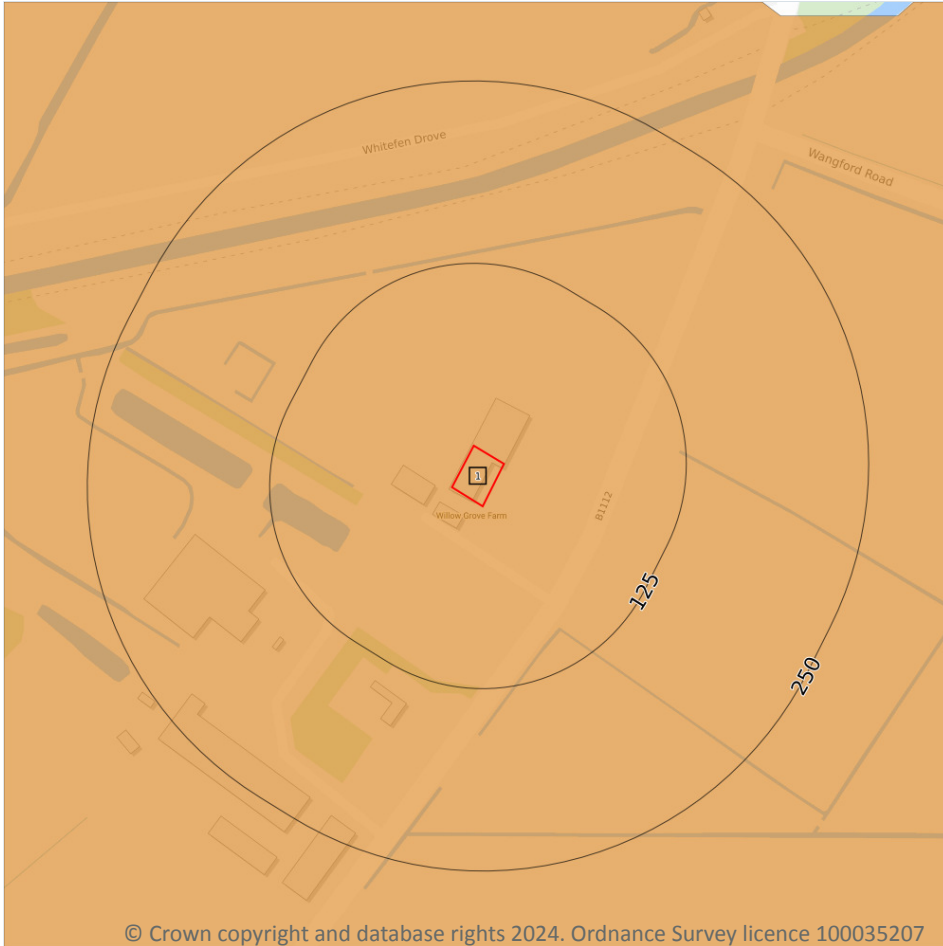 Whitefen Drove
Wangford Road
1
Willow Grove Farm
B1112
125
250
© Crown copyright and database rights 2024. Ordnance Survey licence 100035207